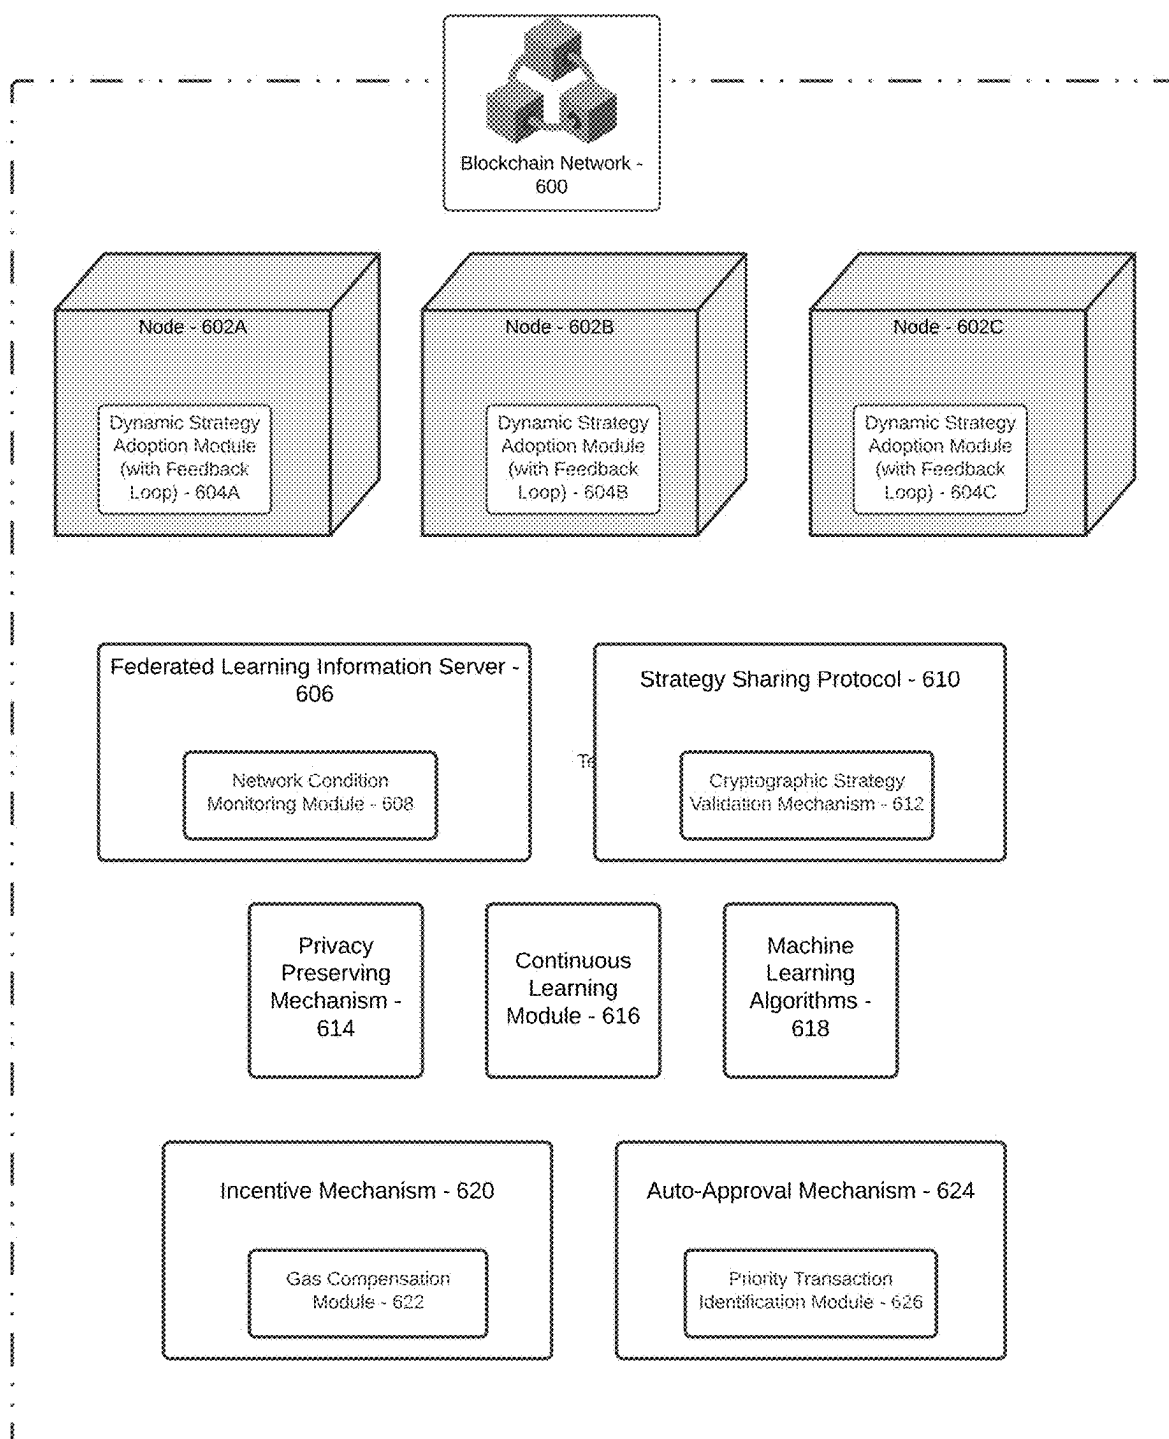 Blockchain Network -
600
Node - 602A
Dynamic Strategy
Adoption Module
(with Feedback
Loop) - 604A
Node - 602B
Dynamic Strategy
Adoption Module
(with Feedback
Loop) - 604B
Node - 602C
Dynamic Strategy
Adoption Module
(with Feedback
Loop) - 604C
Federated Learning Information Server -
606
Network Condition
Monitoring Module - 608
Strategy Sharing Protocol - 610
Cryptographic Strategy
Validation Mechanism - 612
Privacy
Preserving
Mechanism -
614
Continuous
Learning
Module - 616
Machine
Learning
Algorithms -
618
Incentive Mechanism - 620
Gas Compensation
Module - 622
Auto-Approval Mechanism - 624
Priority Transaction
Identification Module - 626